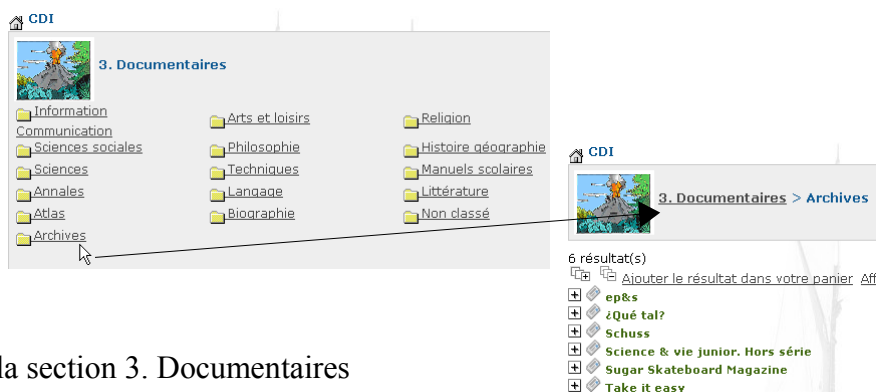 CDI
3. Documentaires
Information
Communication
Arts et loisirs
Religion
Sciences sociales
Philosophie
Histoire géographie
Sciences
Techniques
Manuels scolaires
Annales
Langage
Littérature
Atlas
Biographie
Non classé
Archives
CDI
3. Documentaires > Archives
6 résultat(s)
Ajouter le résultat dans votre panier Aff
ep&s
¿Qué tal?
Schuss
Science & vie junior. Hors série
Sugar Skateboard Magazine
Take it easy
la section 3. Documentaires